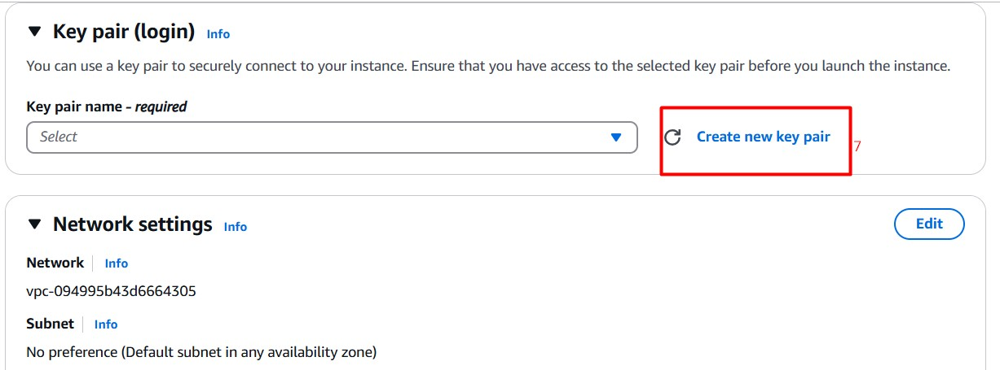 Key pair (login) Info
You can use a key pair to securely connect to your instance. Ensure that you have access to the selected key pair before you launch the instance.
Key pair name - required
Select
Create new key pair
7
Network settings Info
Edit
Network Info
vpc-094995b43d6664305
Subnet Info
No preference (Default subnet in any availability zone)